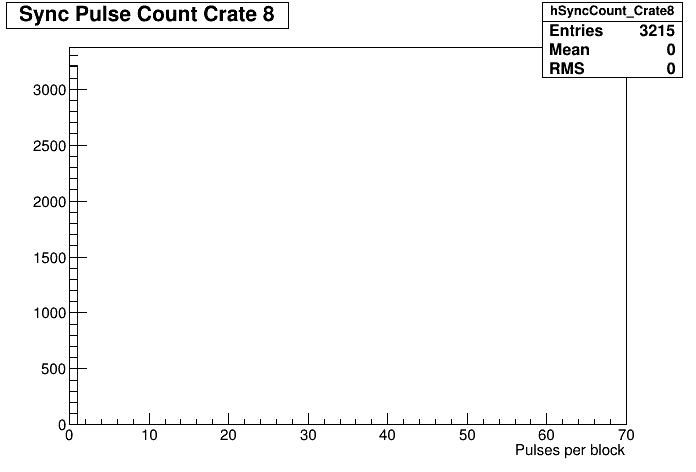 Sync Pulse Count Crate 8
hSyncCount_Crate8
Entries 3215
Mean 0
RMS 0
3000
2500
2000
1500
1000
500
0
0 10 20 30 40 50 60 70
Pulses per block